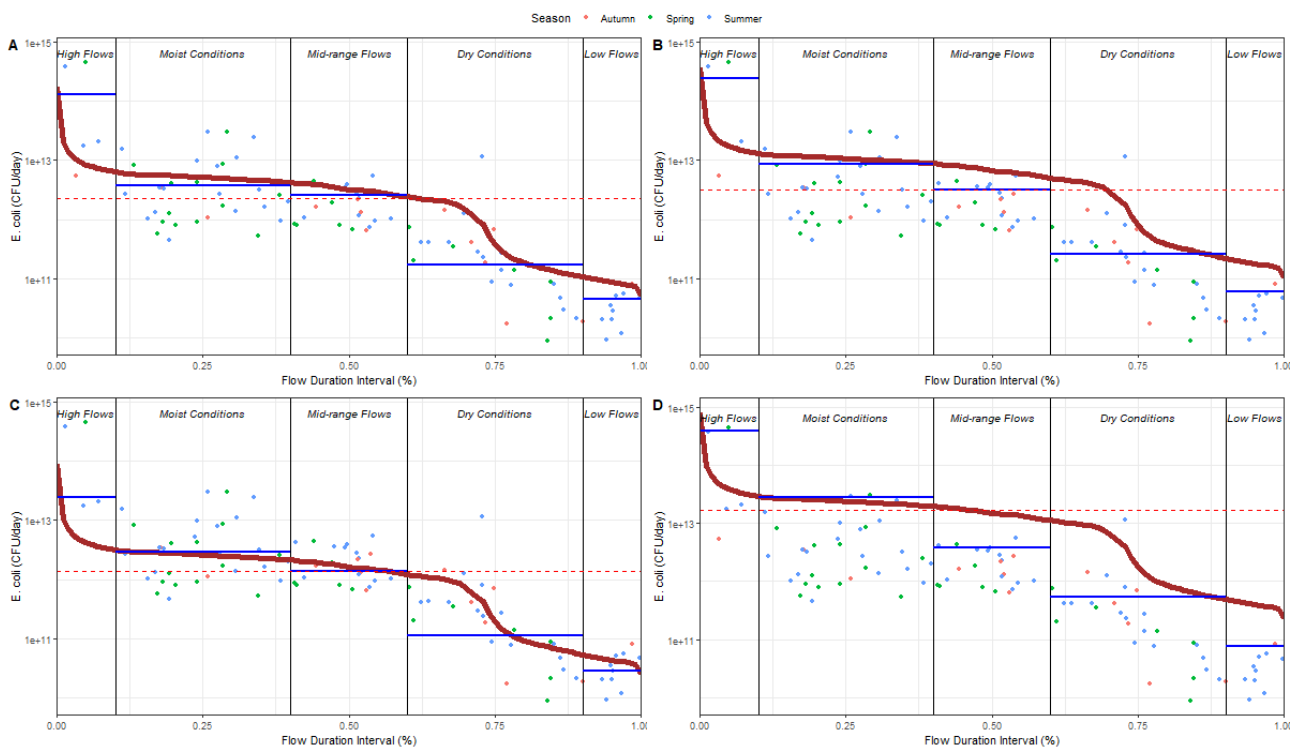 Season Autumn Spring Summer
A
High Flows Moist Conditions Mid-range Flows Dry Conditions Low Flows
1e+15
1e+13
1e+11
E. coli (CFU/day)
0.00 0.25 0.50 0.75 1.00
Flow Duration Interval (%)
B
High Flows Moist Conditions Mid-range Flows Dry Conditions Low Flows
1e+15
1e+13
1e+11
E. coli (CFU/day)
0.00 0.25 0.50 0.75 1.00
Flow Duration Interval (%)
C
High Flows Moist Conditions Mid-range Flows Dry Conditions Low Flows
1e+15
1e+13
1e+11
E. coli (CFU/day)
0.00 0.25 0.50 0.75 1.00
Flow Duration Interval (%)
D
High Flows Moist Conditions Mid-range Flows Dry Conditions Low Flows
1e+15
1e+13
1e+11
E. coli (CFU/day)
0.00 0.25 0.50 0.75 1.00
Flow Duration Interval (%)